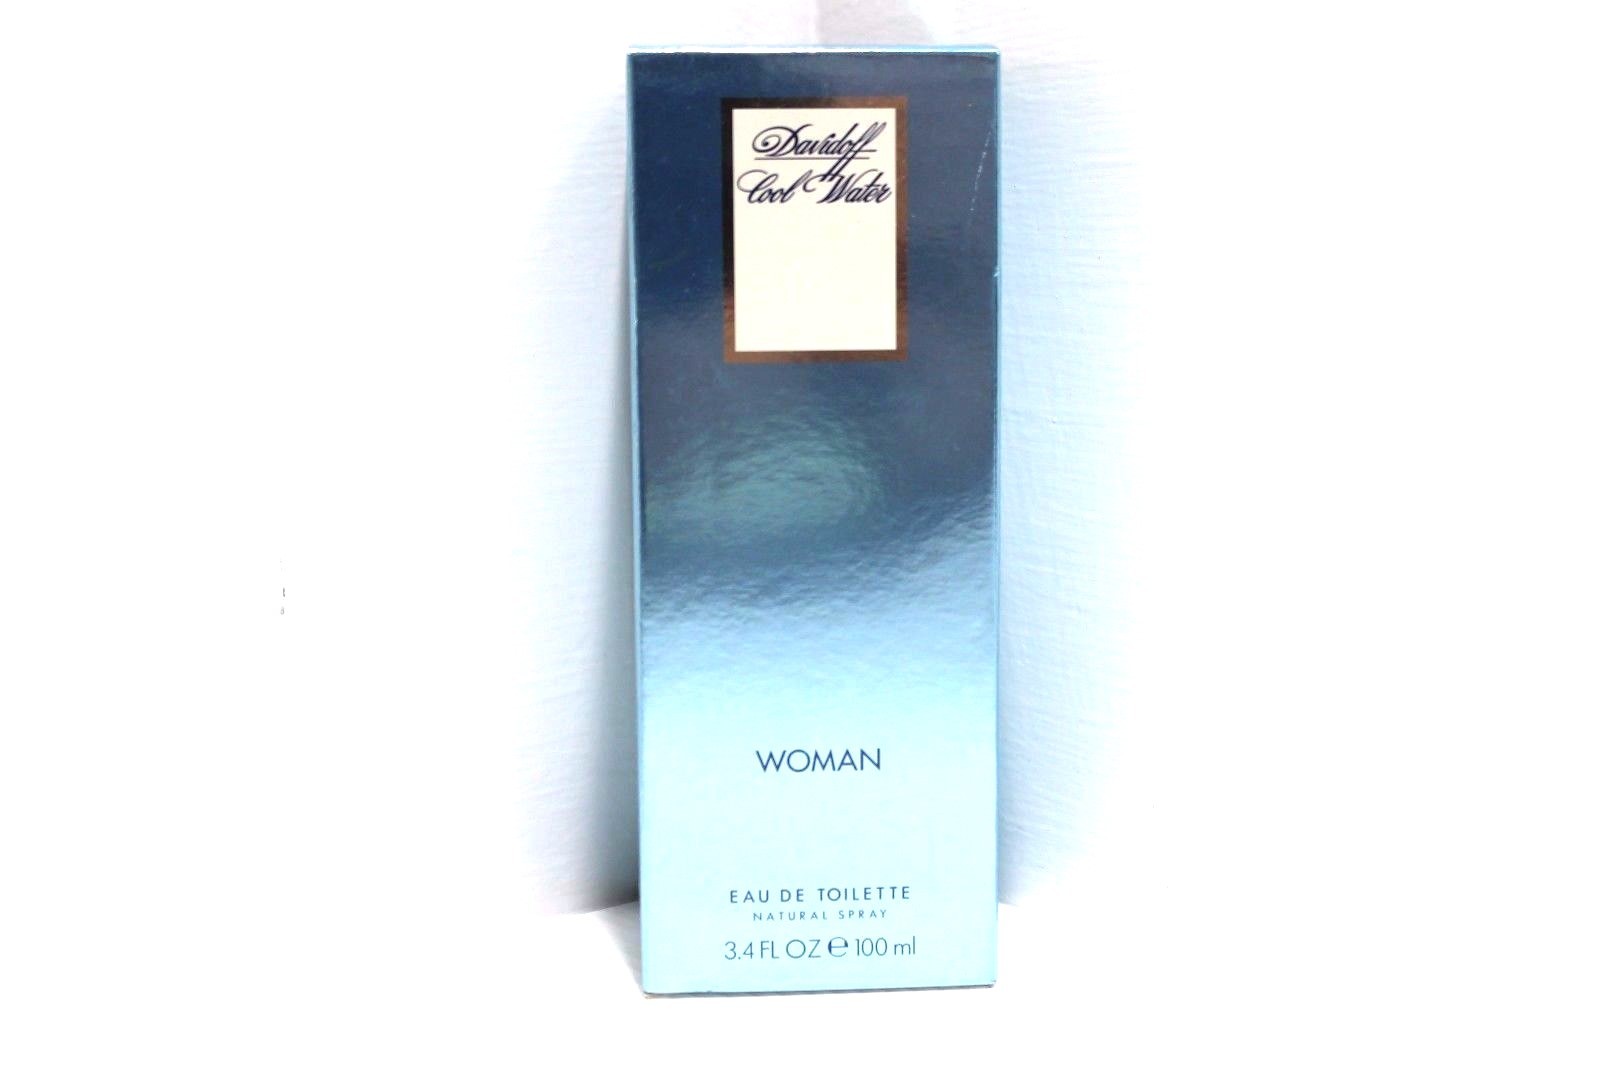 Davidoff
Cool Water
WOMAN
EAU DE TOILETTE
NATURAL SPRAY
3.4 FL OZ ℮ 100 ml